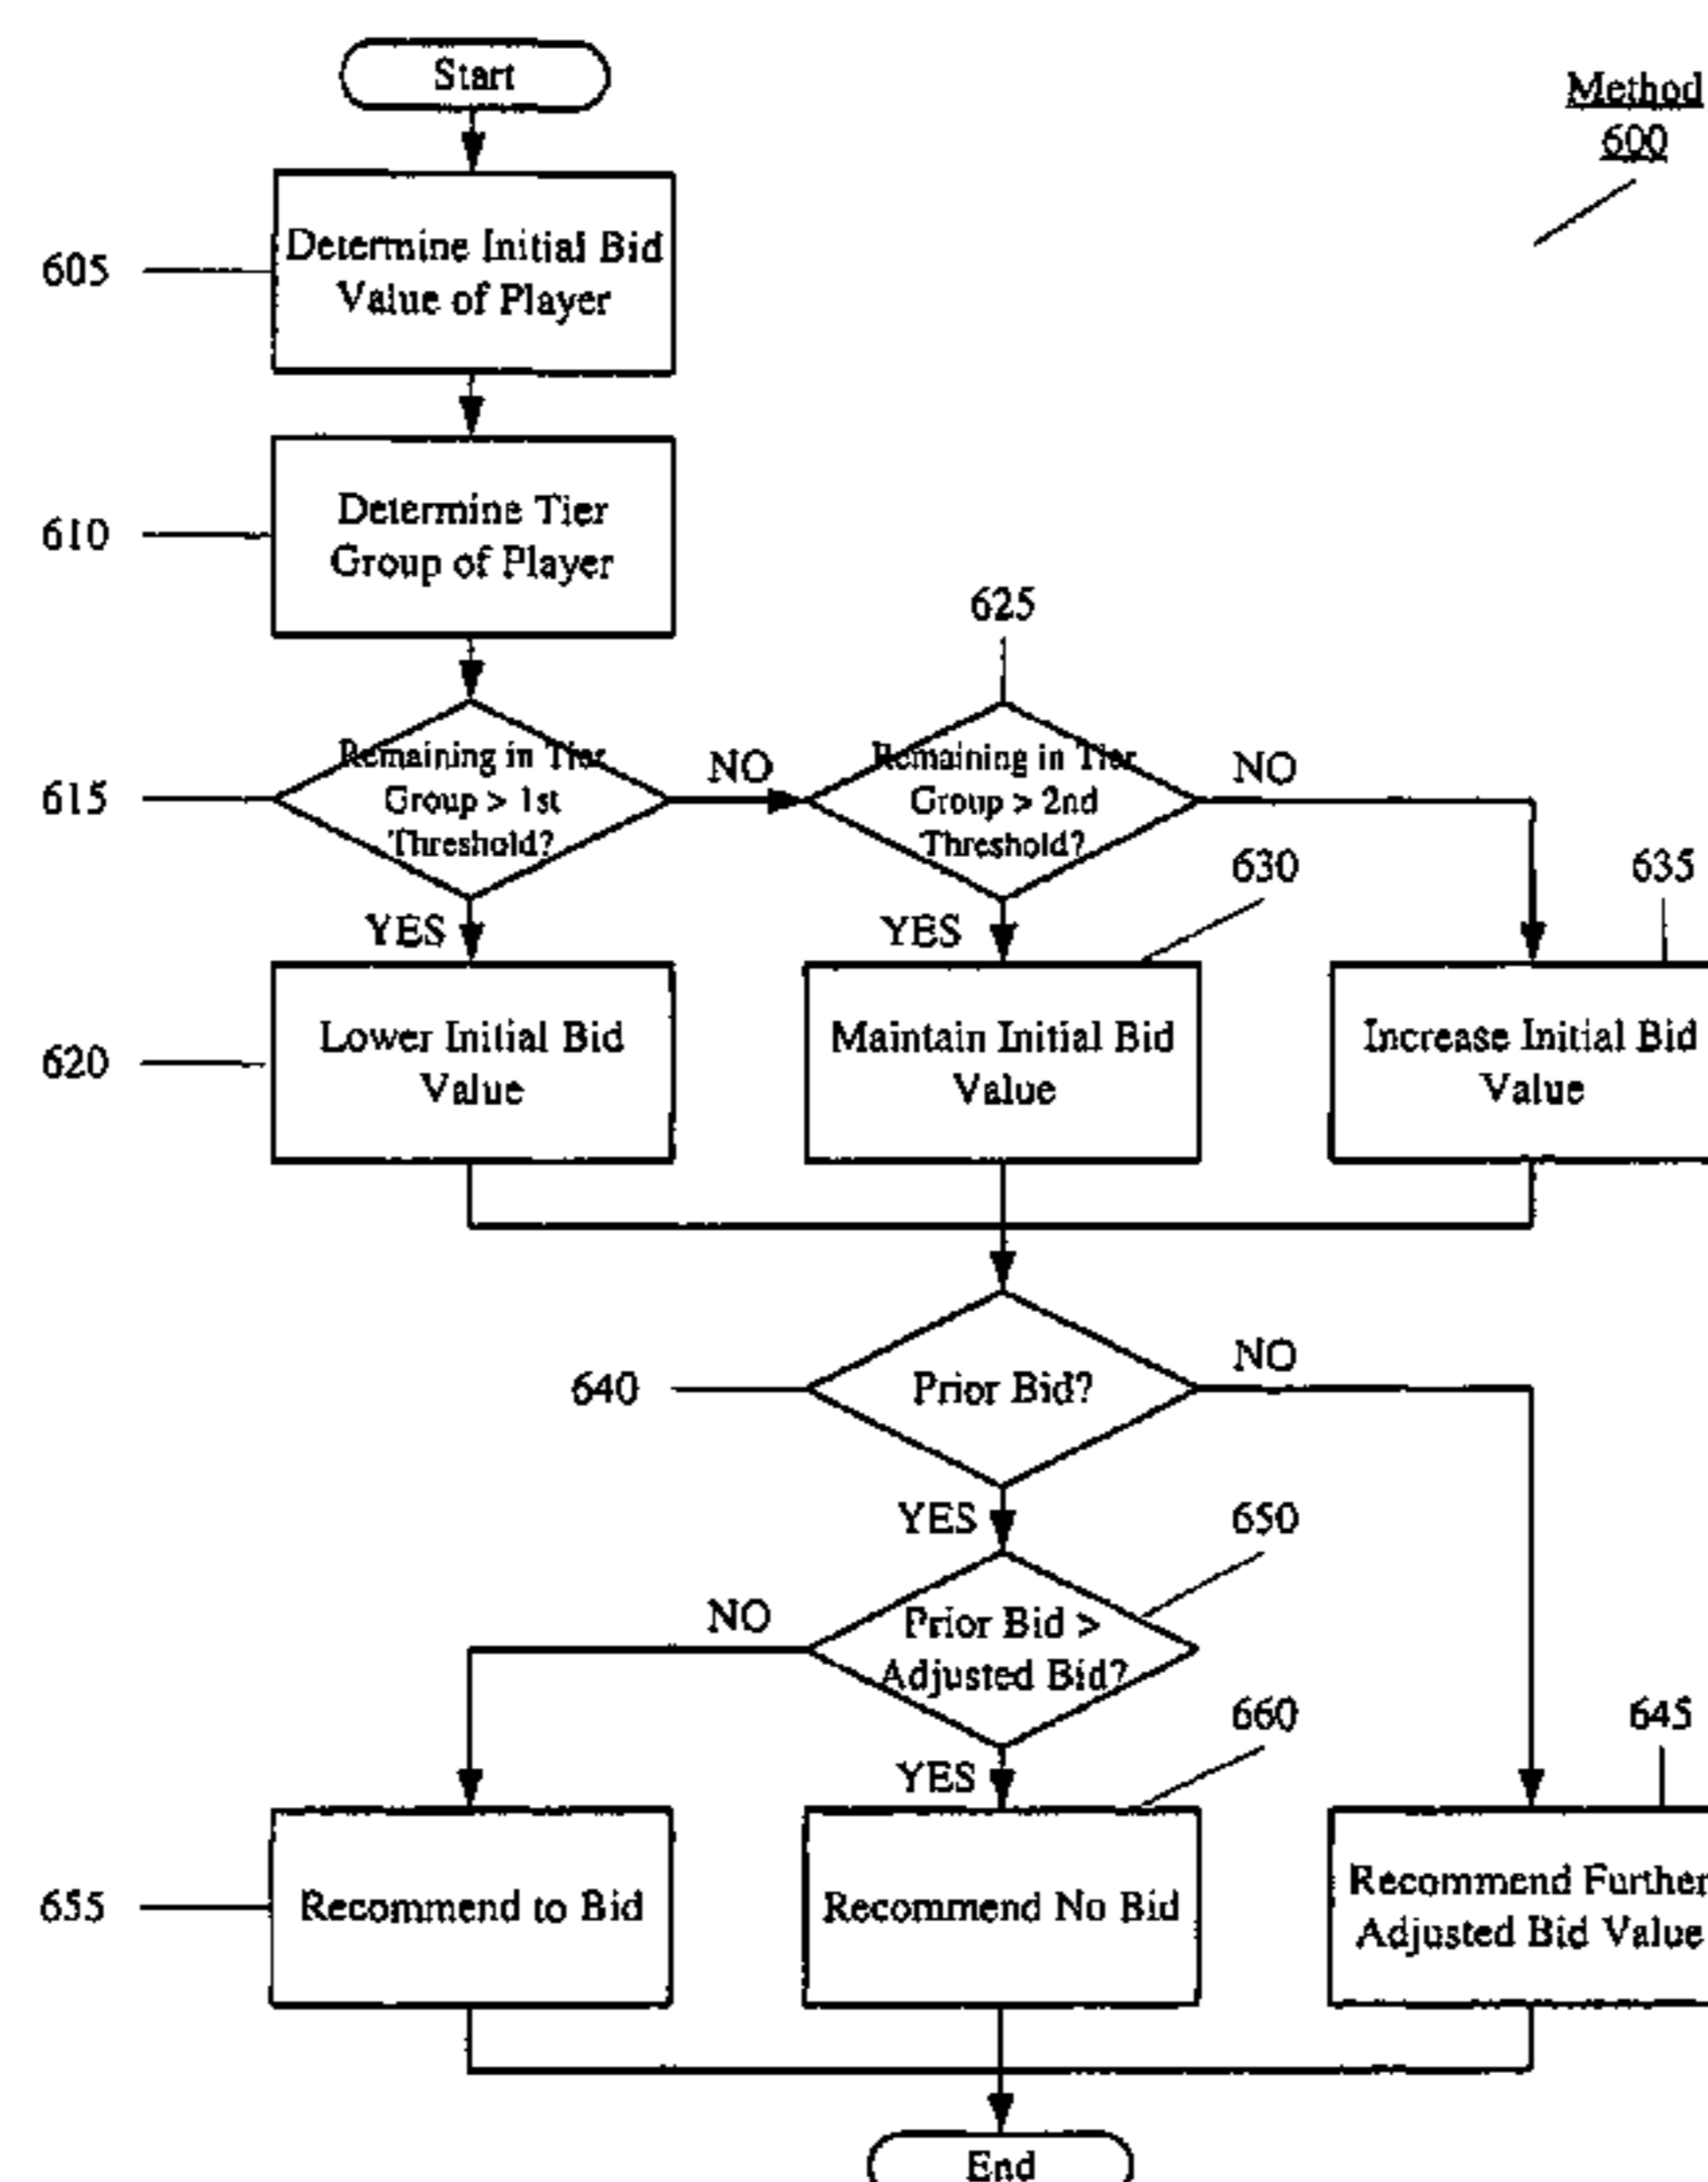 Start
Method
600
605
Determine Initial Bid
Value of Player
610
Determine Tier
Group of Player
625
615
Remaining in Tier
Group > 1st
Threshold?
NO
Remaining in Tier
Group > 2nd
Threshold?
NO
630
635
YES
YES
620
Lower Initial Bid
Value
Maintain Initial Bid
Value
Increase Initial Bid
Value
640
Prior Bid?
NO
YES
650
NO
Prior Bid >
Adjusted Bid?
660
645
YES
655
Recommend to Bid
Recommend No Bid
Recommend Further
Adjusted Bid Value
End